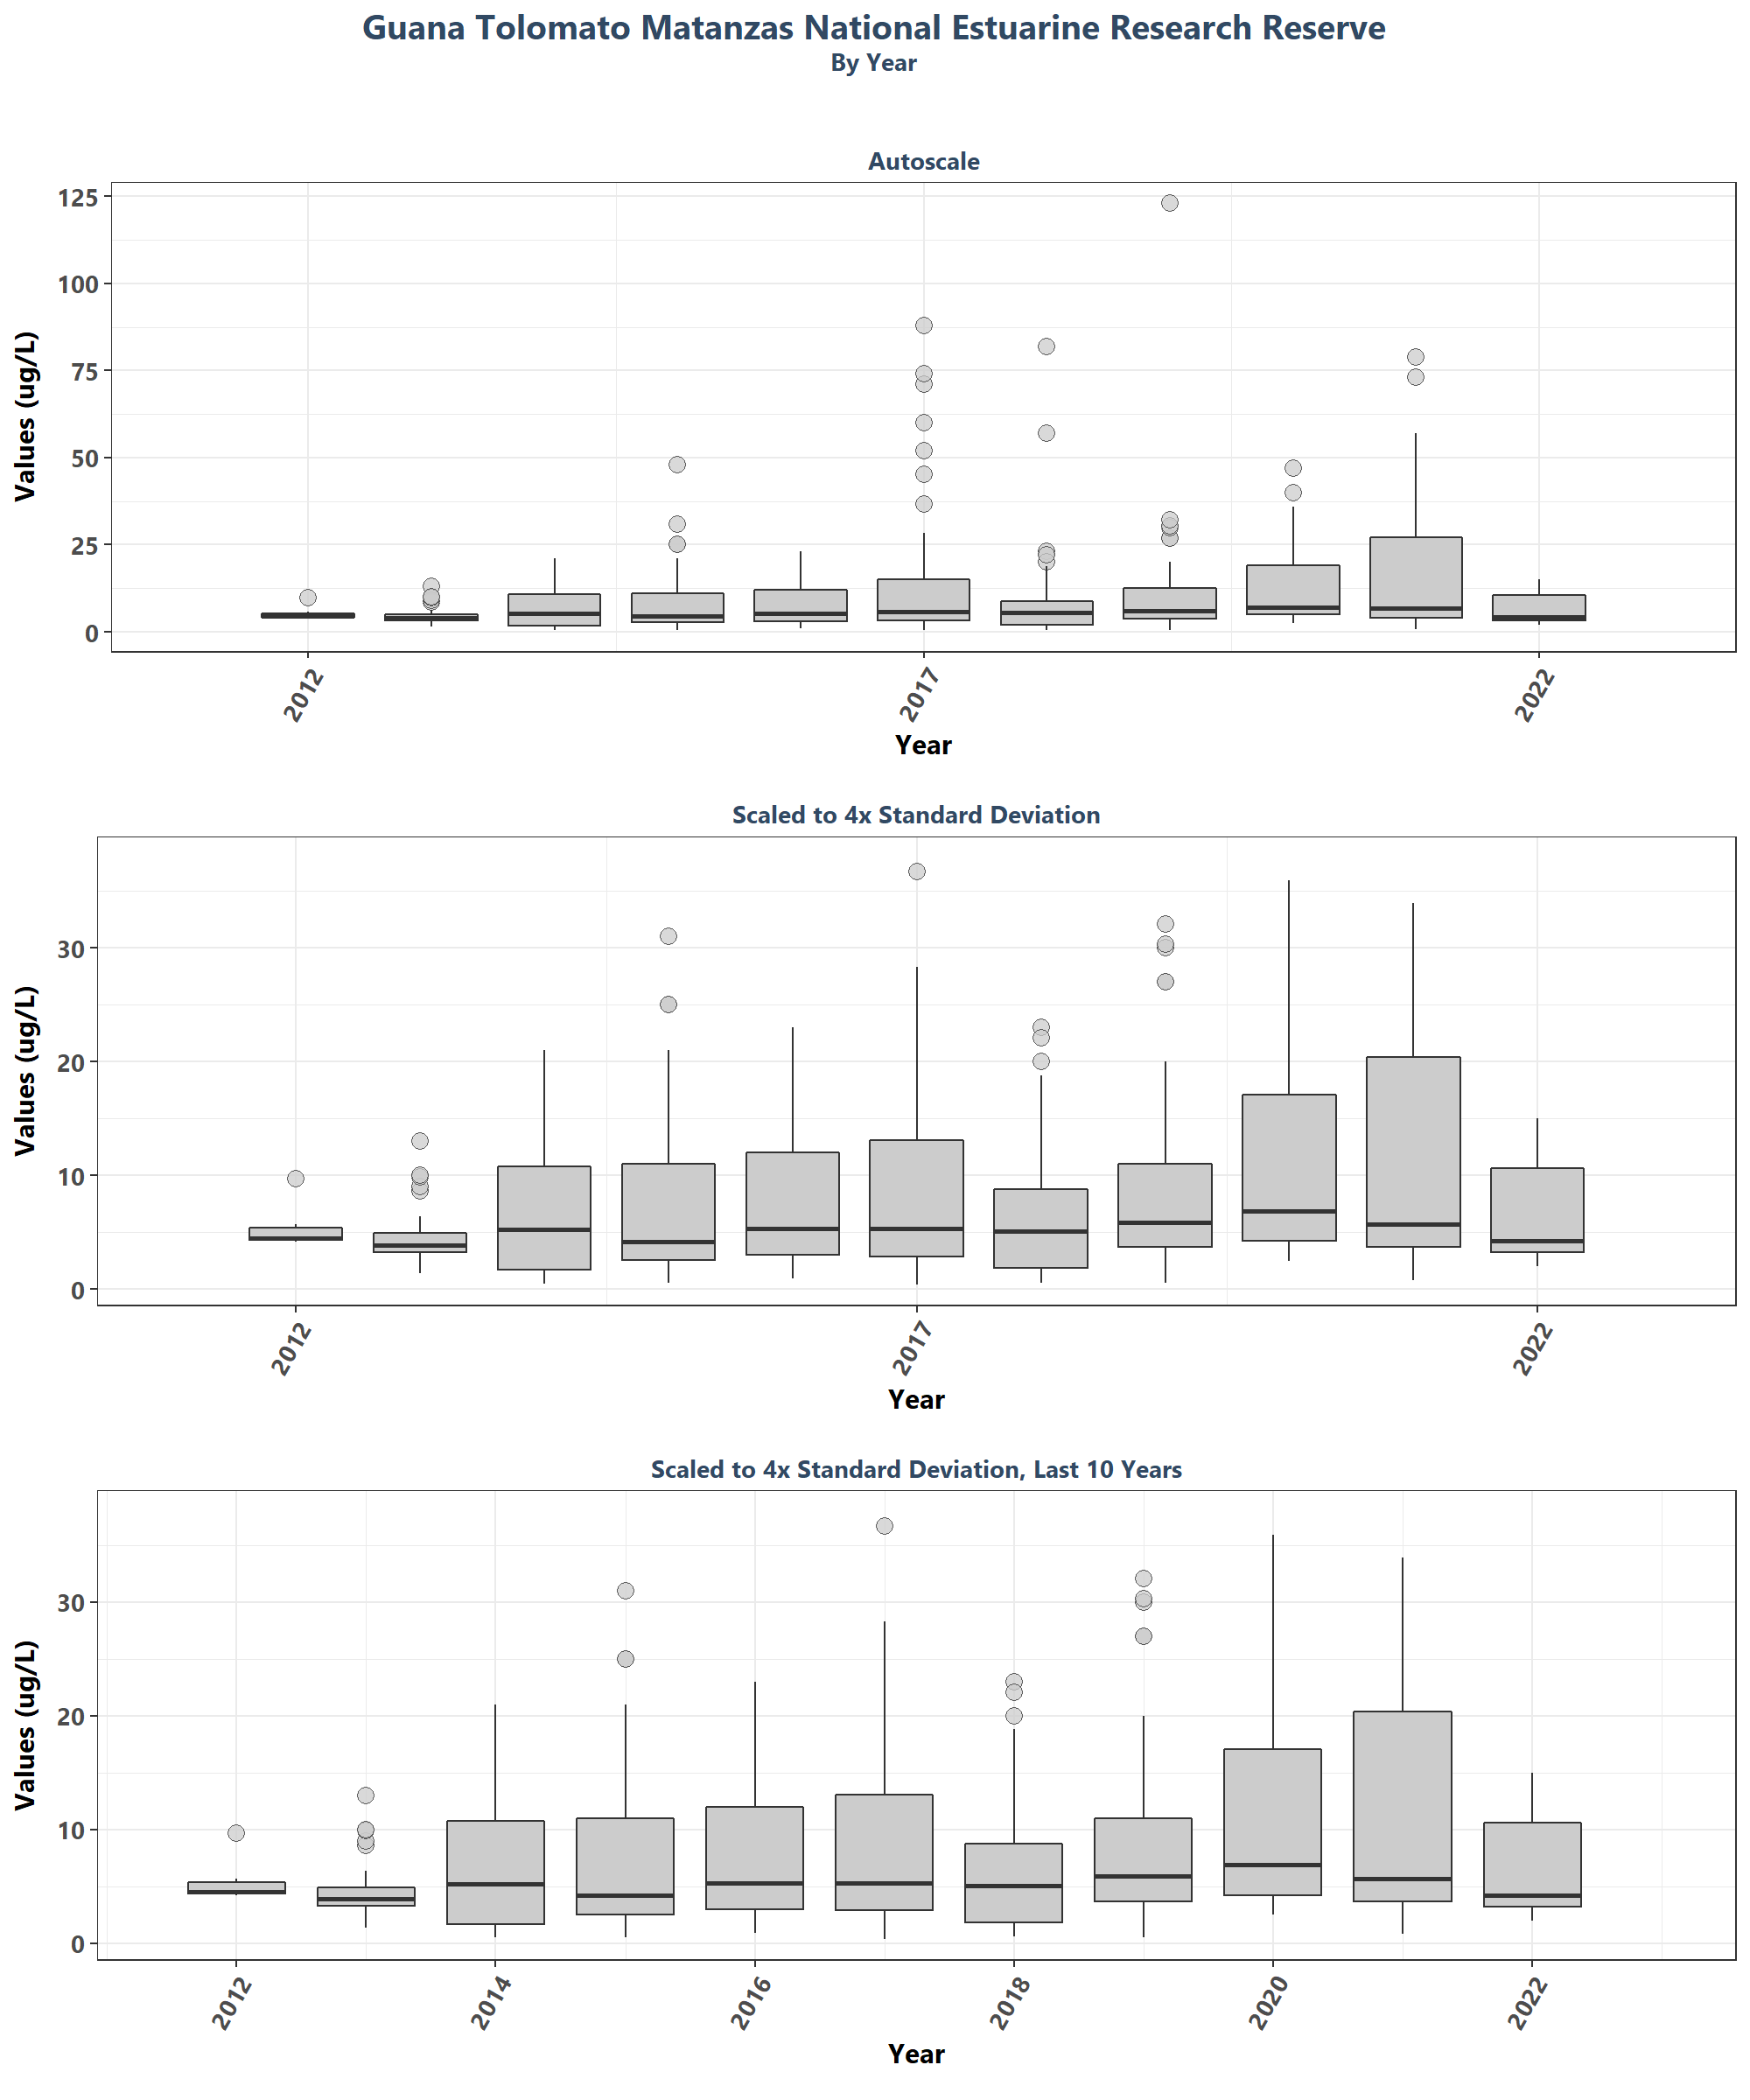 Guana Tolomato Matanzas National Estuarine Research Reserve
By Year
Autoscale
125
100
75
50
25
0
Values (ug/L)
2012
2017
2022
Year
Scaled to 4x Standard Deviation
30
20
10
0
Values (ug/L)
2012
2017
2022
Year
Scaled to 4x Standard Deviation, Last 10 Years
30
20
10
0
Values (ug/L)
2012
2014
2016
2018
2020
2022
Year